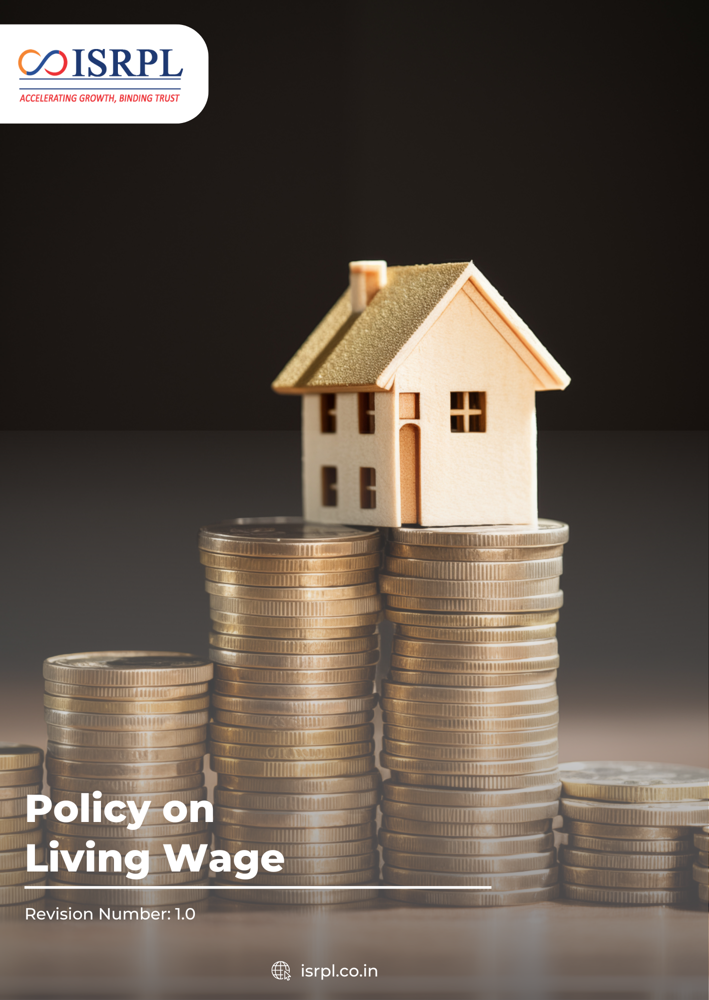 ISRPL
ACCELERATING GROWTH, BINDING TRUST
Policy on
Living Wage
Revision Number: 1.0
isrpl.co.in